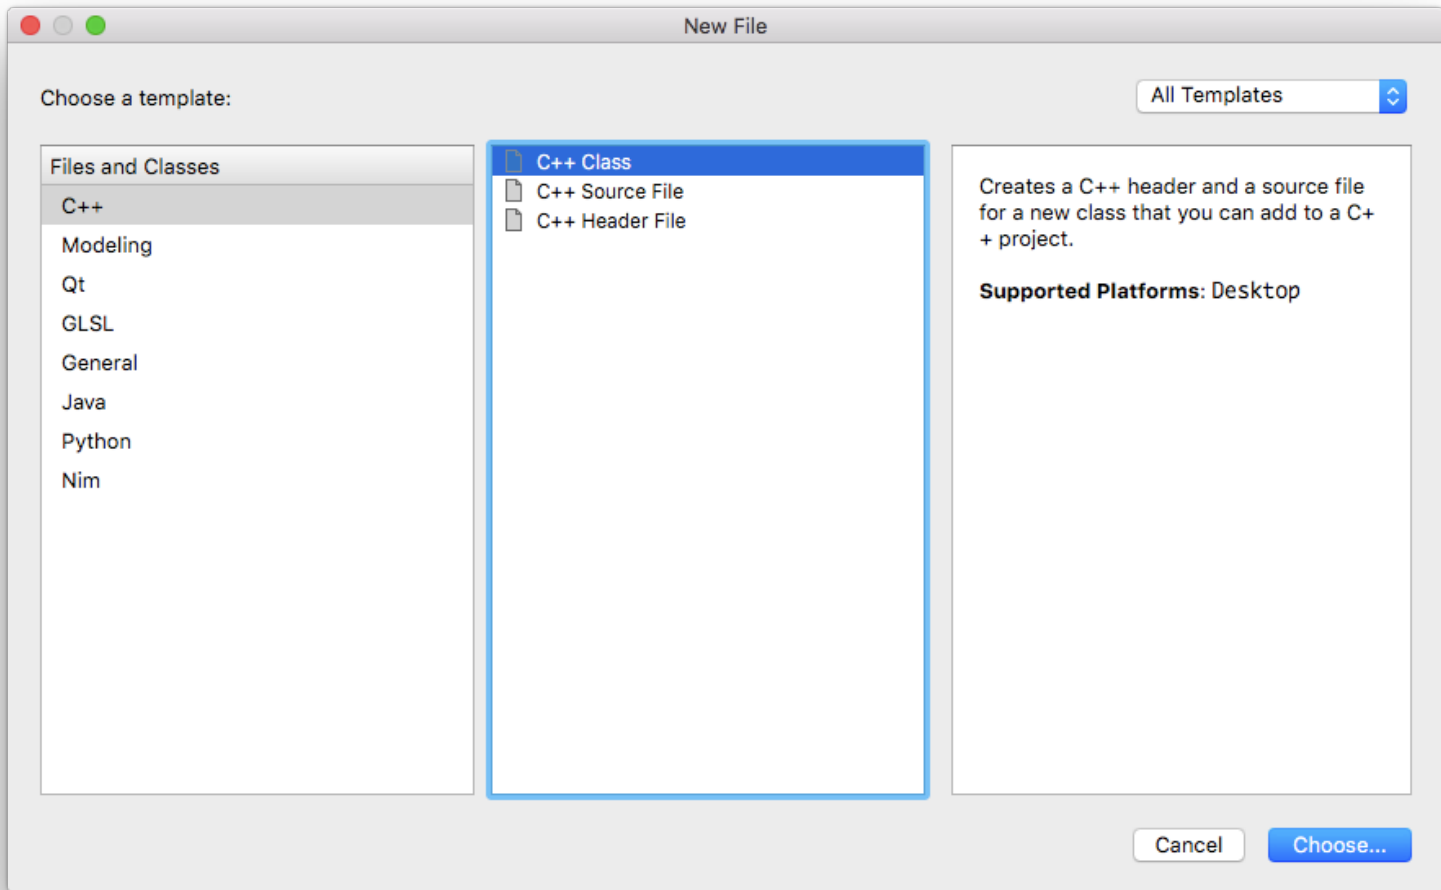 New File
Choose a template:
All Templates
Files and Classes
C++
Modeling
Qt
GLSL
General
Java
Python
Nim
C++ Class
C++ Source File
C++ Header File
Creates a C++ header and a source file
for a new class that you can add to a C+
+ project.
Supported Platforms: Desktop
Cancel
Choose...